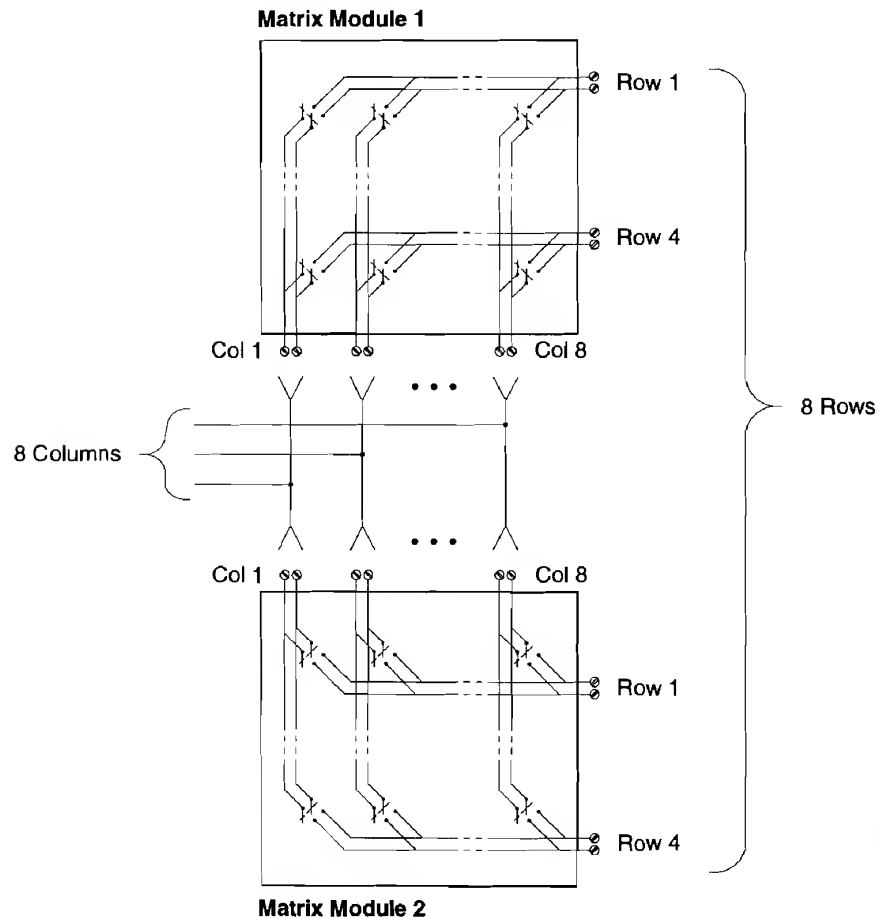 Matrix Module 1
Row 1
Row 4
Col 1
Col 8
8 Rows
8 Columns
Col 1
Col 8
Row 1
Row 4
Matrix Module 2